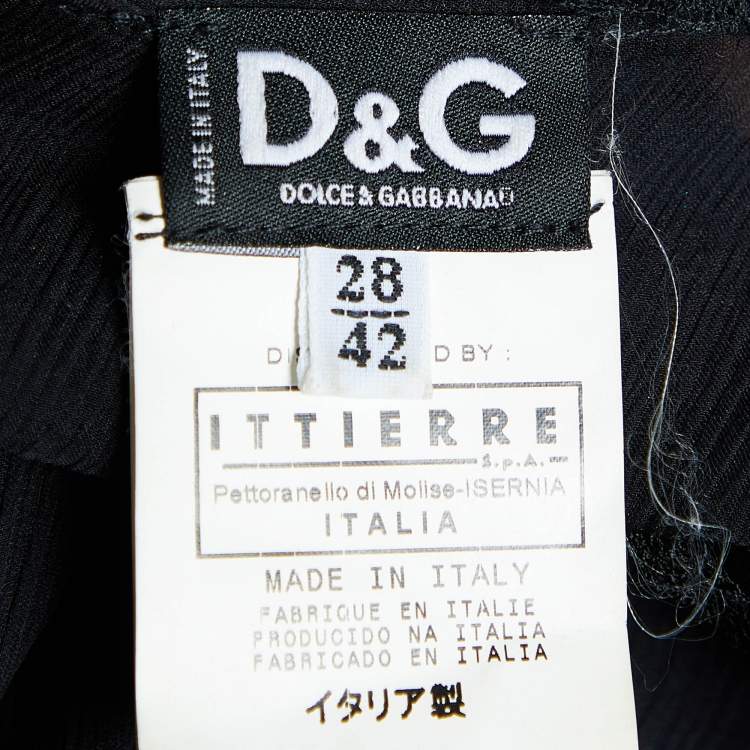 MADE IN ITALY
D&G
DOLCE & GABBANA
28
42
D BY :
ITTIERRE
S.p.A.
Pettoranello di Molise-ISERNIA
ITALIA
MADE IN ITALY
FABRIQUE EN ITALIE
PRODUCIDO NA ITALIA
FABRICADO EN ITALIA
イタリア製